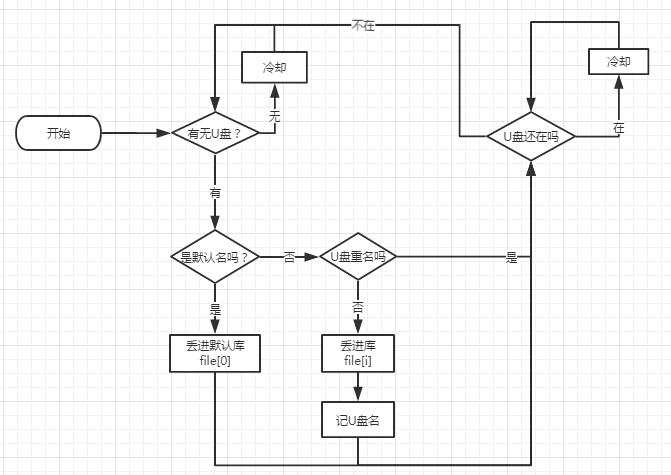 不在
冷却
冷却
无
在
开始
有无U盘？
U盘还在吗
有
是默认名吗？
否
U盘重名吗
是
是
否
丢进默认库
file[0]
丢进库
file[i]
记U盘名